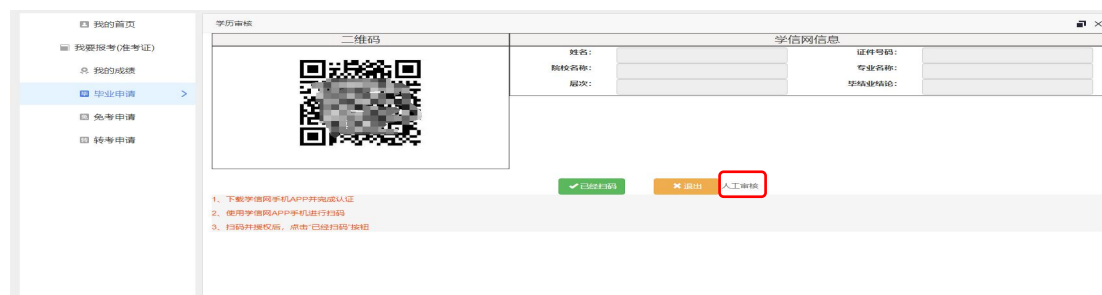 我的首页
我要报考(准考证)
我的成绩
毕业申请 >
免考申请
转考申请
学历审核
二维码
学信网信息
姓名：
证件号码：
院校名称：
专业名称：
层次：
毕结业结论：
已经扫码
退出
人工审核
1、下载学信网手机APP并完成认证
2、使用学信网APP手机进行扫码
3、扫码并授权后，点击"已经扫码"按钮